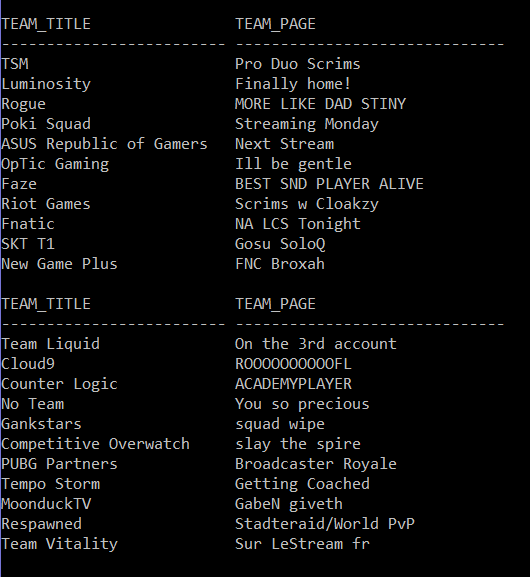 TEAM_TITLE TEAM_PAGE
------------------------- ------------------------------
TSM Pro Duo Scrims
Luminosity Finally home!
Rogue MORE LIKE DAD STINY
Poki Squad Streaming Monday
ASUS Republic of Gamers Next Stream
OpTic Gaming Ill be gentle
Faze BEST SND PLAYER ALIVE
Riot Games Scrims w Cloakzy
Fnatic NA LCS Tonight
SKT T1 Gosu SoloQ
New Game Plus FNC Broxah
TEAM_TITLE TEAM_PAGE
------------------------- ------------------------------
Team Liquid On the 3rd account
Cloud9 ROOOOOOOOOOFL
Counter Logic ACADEMYPLAYER
No Team You so precious
Gankstars squad wipe
Competitive Overwatch slay the spire
PUBG Partners Broadcaster Royale
Tempo Storm Getting Coached
MoonduckTV GabeN giveth
Respawned Stadteraid/World PvP
Team Vitality Sur LeStream fr